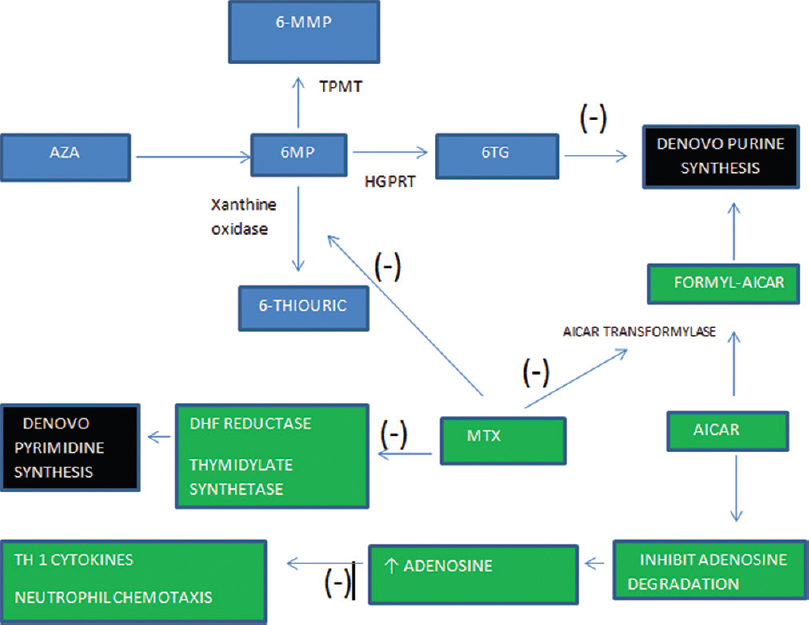 6-MMP
TPMT
(-)
AZA
6MP
6TG
DENOVO PURINE
SYNTHESIS
HGPRT
Xanthine
oxidase
(-)
FORMYL-AICAR
6-THIOURIC
AICAR TRANSFORMYLASE
(-)
DENOVO
PYRIMIDINE
SYNTHESIS
DHF REDUCTASE
THYMIDYLATE
SYNTHETASE
(-)
MTX
AICAR
TH 1 CYTOKINES
NEUTROPHIL CHEMOTAXIS
(-)
↑ ADENOSINE
INHIBIT ADENOSINE
DEGRADATION